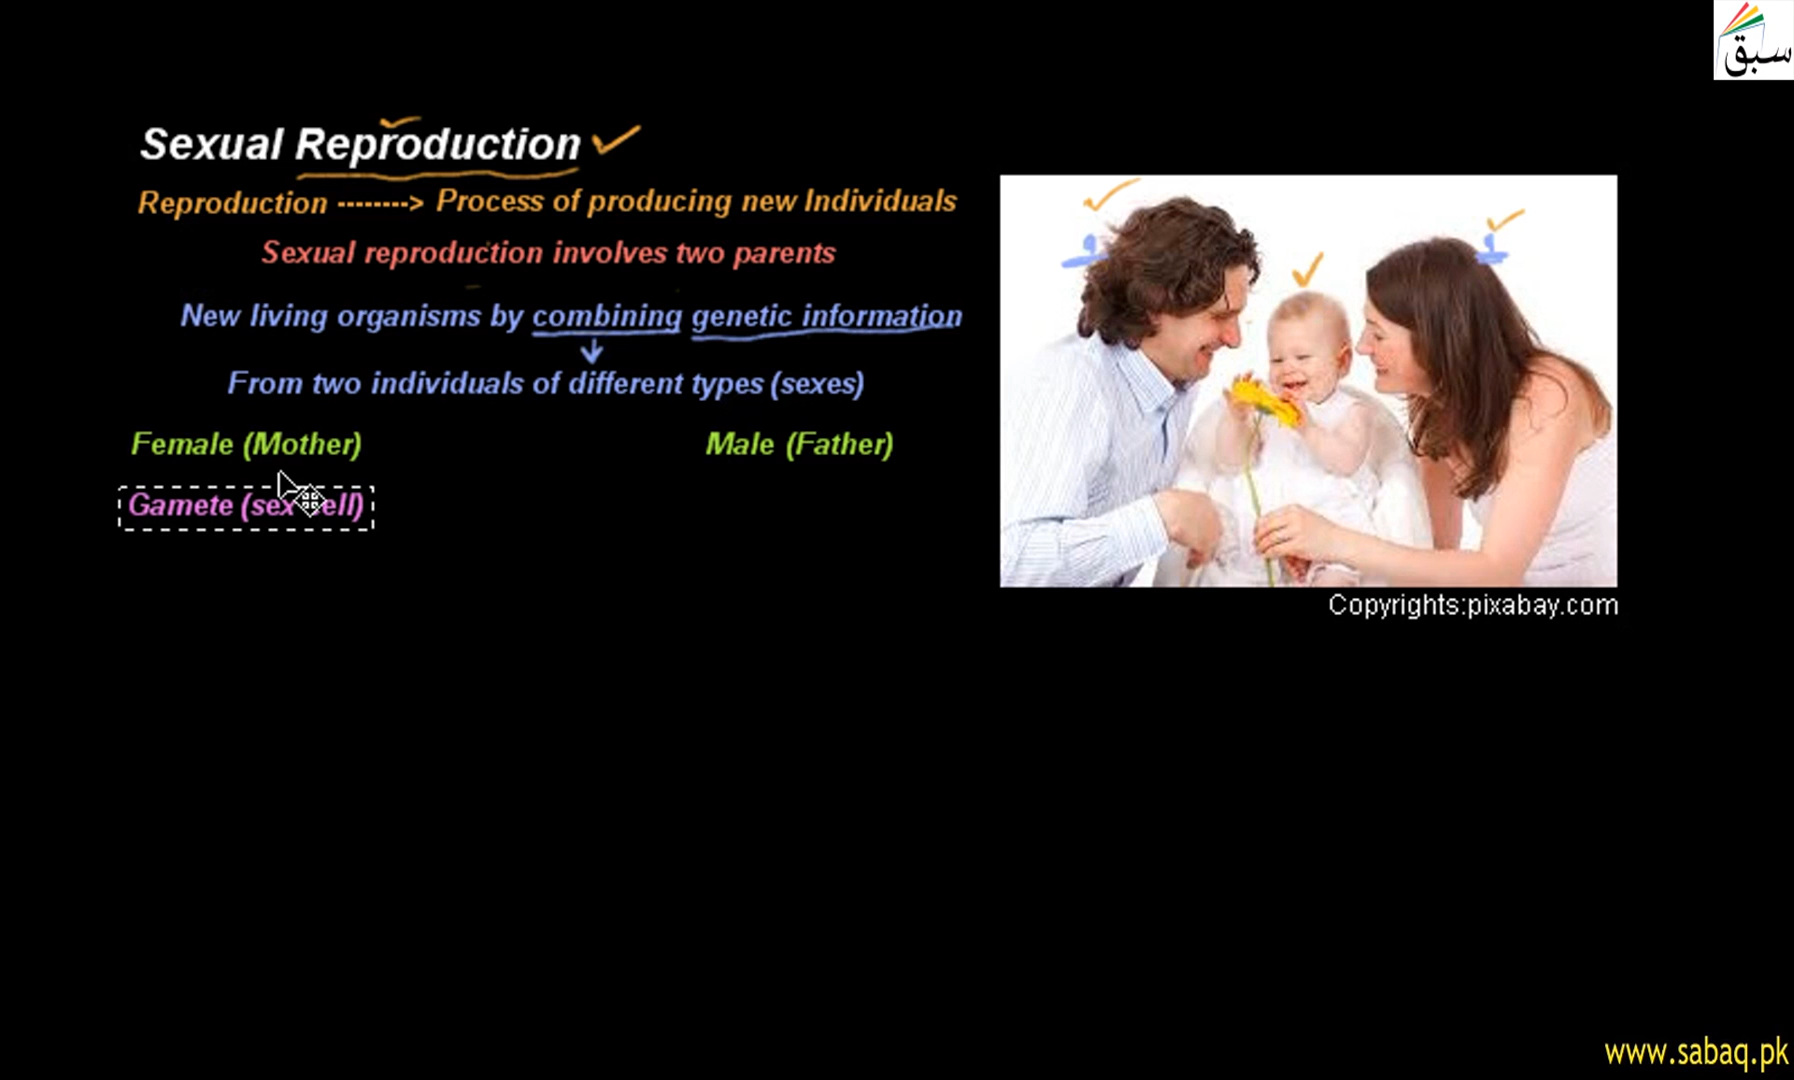 سبق
Sexual Reproduction
Reproduction --------> Process of producing new Individuals
Sexual reproduction involves two parents
New living organisms by combining genetic information
From two individuals of different types (sexes)
Female (Mother) Male (Father)
Gamete (sex cell)
Copyrights:pixabay.com
www.sabaq.pk